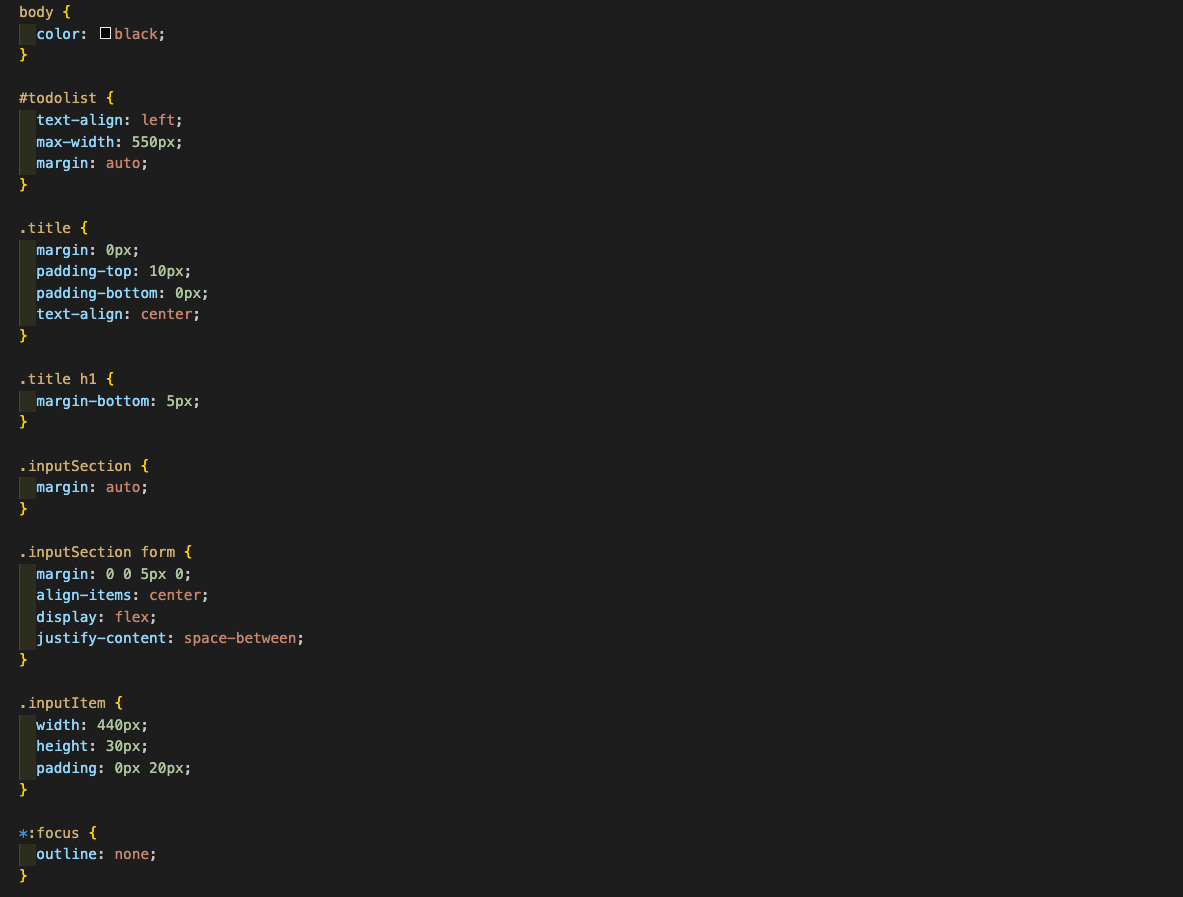 body {
  color: black;
}

#todolist {
  text-align: left;
  max-width: 550px;
  margin: auto;
}

.title {
  margin: 0px;
  padding-top: 10px;
  padding-bottom: 0px;
  text-align: center;
}

.title h1 {
  margin-bottom: 5px;
}

.inputSection {
  margin: auto;
}

.inputSection form {
  margin: 0 0 5px 0;
  align-items: center;
  display: flex;
  justify-content: space-between;
}

.inputItem {
  width: 440px;
  height: 30px;
  padding: 0px 20px;
}

*:focus {
  outline: none;
}